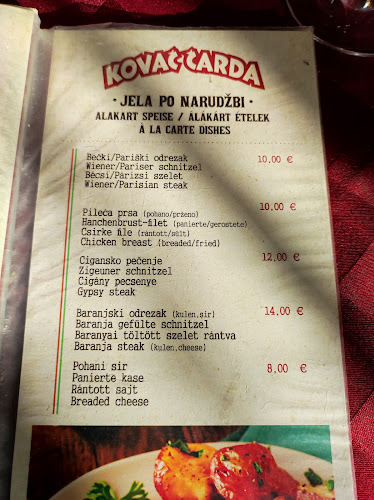 KOVAČ-ČARDA
• JELA PO NARUDŽBI •
ALAKART SPEISE / ÁLÁKÁRT ÉTELEK
A LA CARTE DISHES
Bečki/Pariški odrezak 10,00 €
Wiener/Pariser schnitzel
Bécsi/Párizsi szelet
Wiener/Parisian steak
Pileća prsa (pohano/prženo) 10,00 €
Hanchenbrust-filet (panierte/gerostete)
Csirke file (rántott/sült)
Chicken breast (breaded/fried)
Cigansko pečenje 12,00 €
Zigeuner schnitzel
Cigány pecsenye
Gypsy steak
Baranjski odrezak (kulen,sir) 14,00 €
Baranja gefülte schnitzel
Baranyai töltött szelet rántva
Baranja steak (kulen,cheese)
Pohani sir 8,00 €
Panierte kase
Rántott sajt
Breaded cheese